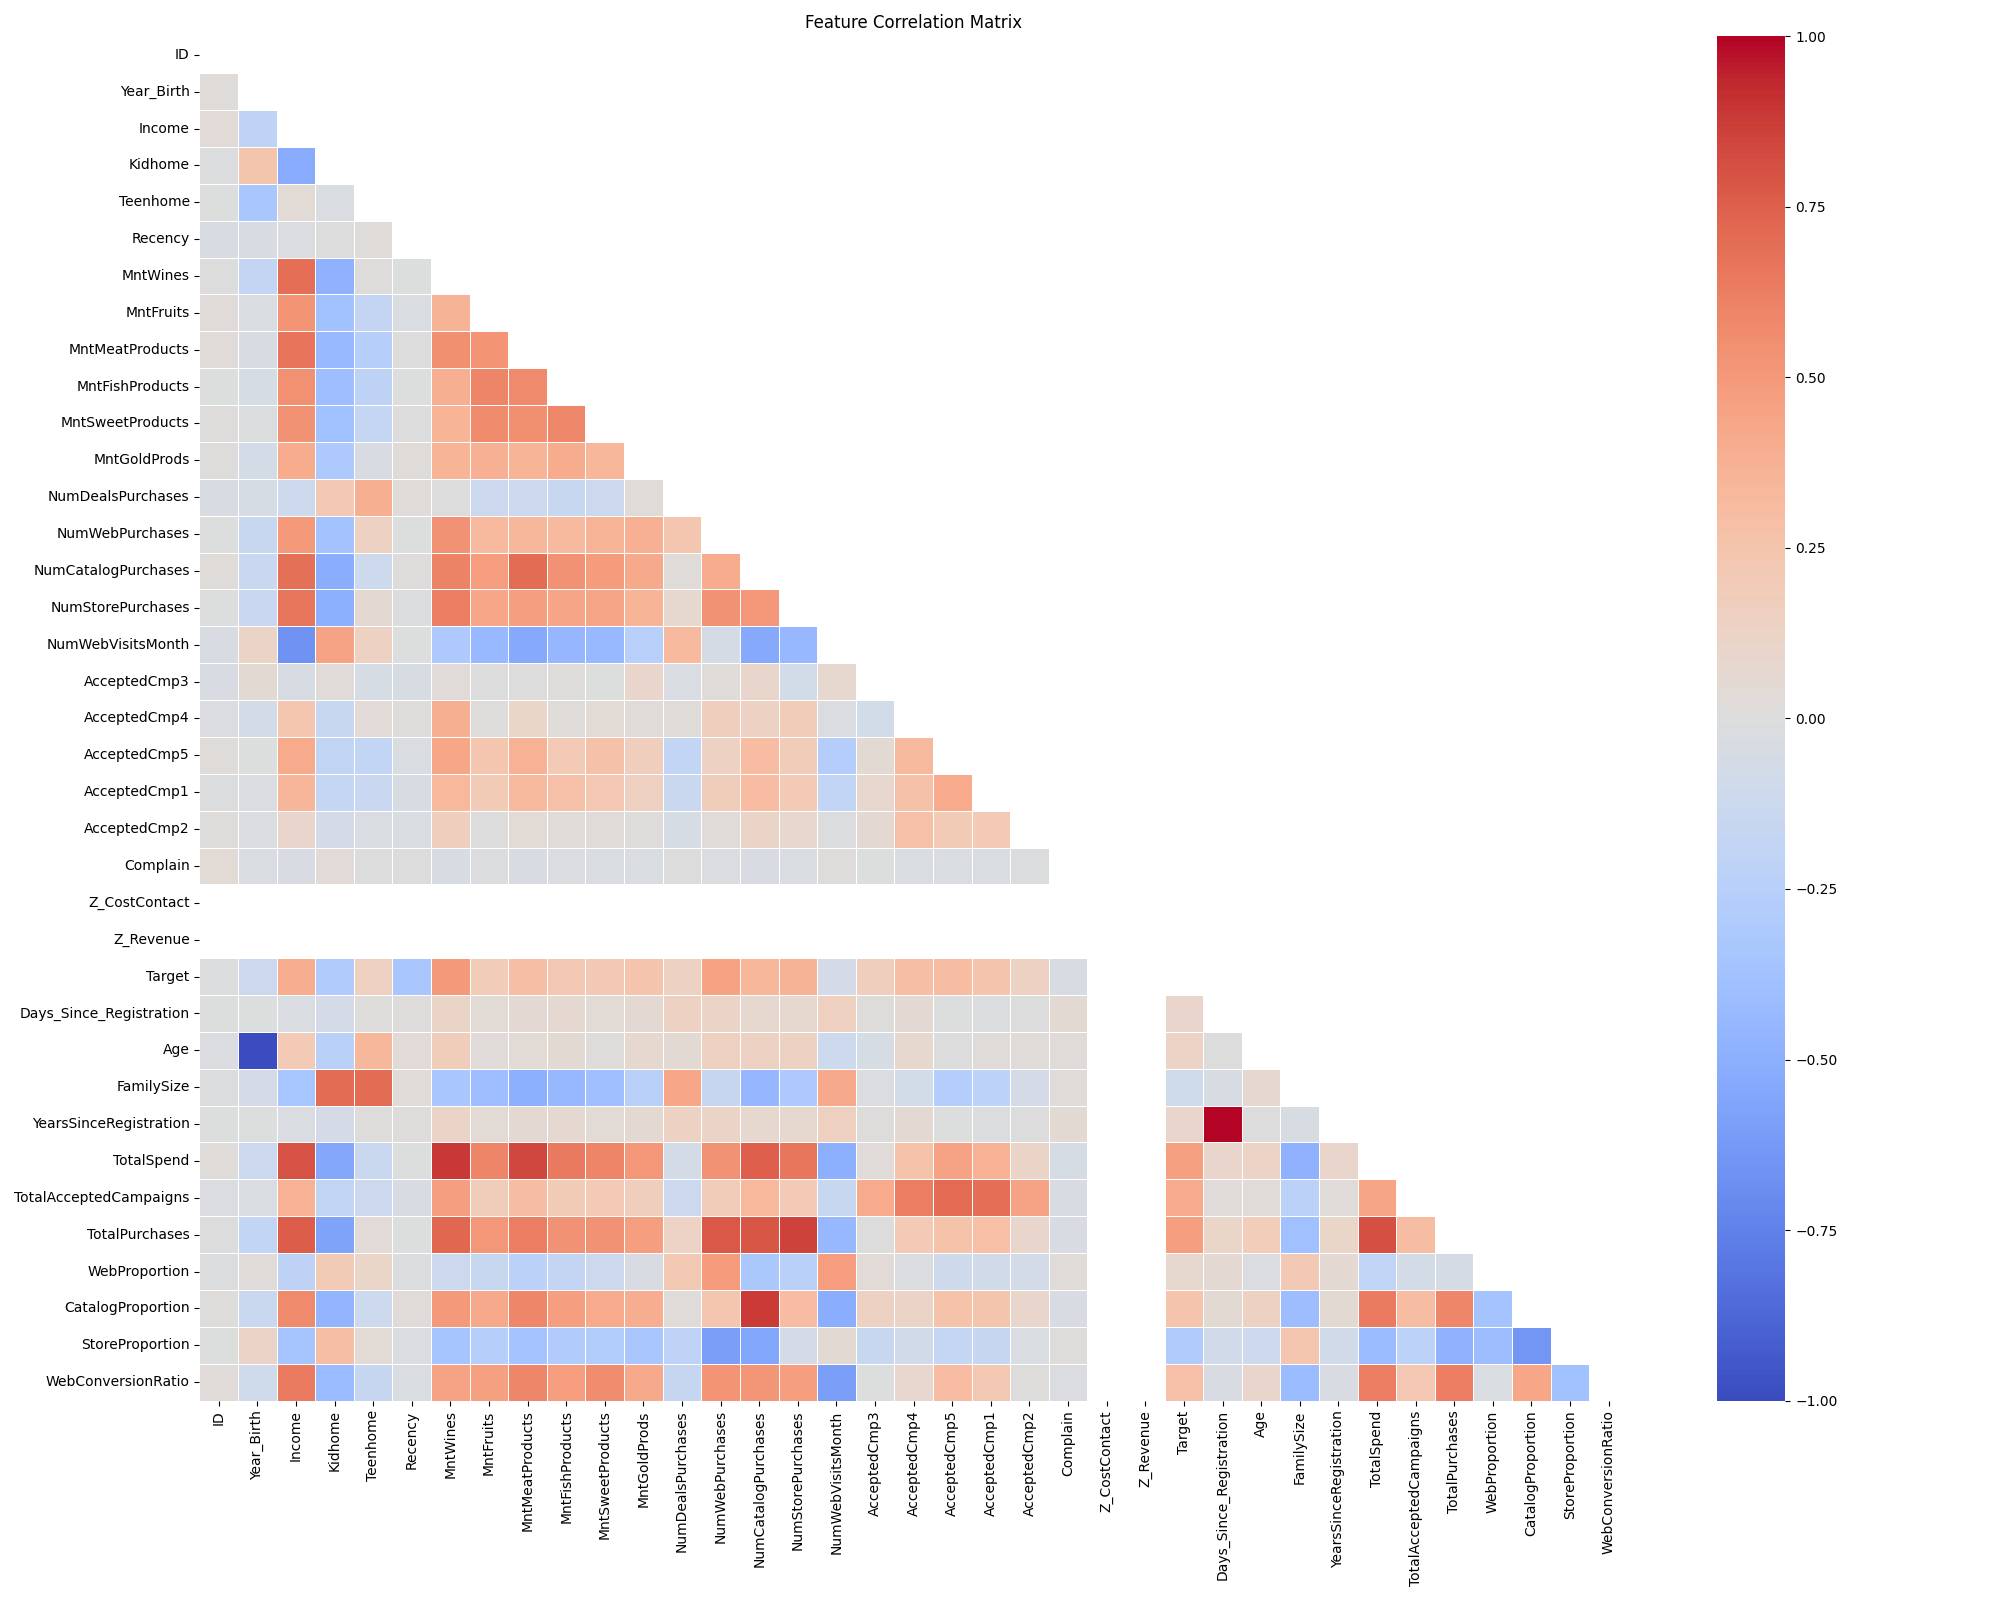 Feature Correlation Matrix
ID
Year_Birth
Income
Kidhome
Teenhome
Recency
MntWines
MntFruits
MntMeatProducts
MntFishProducts
MntSweetProducts
MntGoldProds
NumDealsPurchases
NumWebPurchases
NumCatalogPurchases
NumStorePurchases
NumWebVisitsMonth
AcceptedCmp3
AcceptedCmp4
AcceptedCmp5
AcceptedCmp1
AcceptedCmp2
Complain
Z_CostContact
Z_Revenue
Target
Days_Since_Registration
Age
FamilySize
YearsSinceRegistration
TotalSpend
TotalAcceptedCampaigns
TotalPurchases
WebProportion
CatalogProportion
StoreProportion
WebConversionRatio
ID
Year_Birth
Income
Kidhome
Teenhome
Recency
MntWines
MntFruits
MntMeatProducts
MntFishProducts
MntSweetProducts
MntGoldProds
NumDealsPurchases
NumWebPurchases
NumCatalogPurchases
NumStorePurchases
NumWebVisitsMonth
AcceptedCmp3
AcceptedCmp4
AcceptedCmp5
AcceptedCmp1
AcceptedCmp2
Complain
Z_CostContact
Z_Revenue
Target
Days_Since_Registration
Age
FamilySize
YearsSinceRegistration
TotalSpend
TotalAcceptedCampaigns
TotalPurchases
WebProportion
CatalogProportion
StoreProportion
WebConversionRatio
1.00
0.75
0.50
0.25
0.00
−0.25
−0.50
−0.75
−1.00